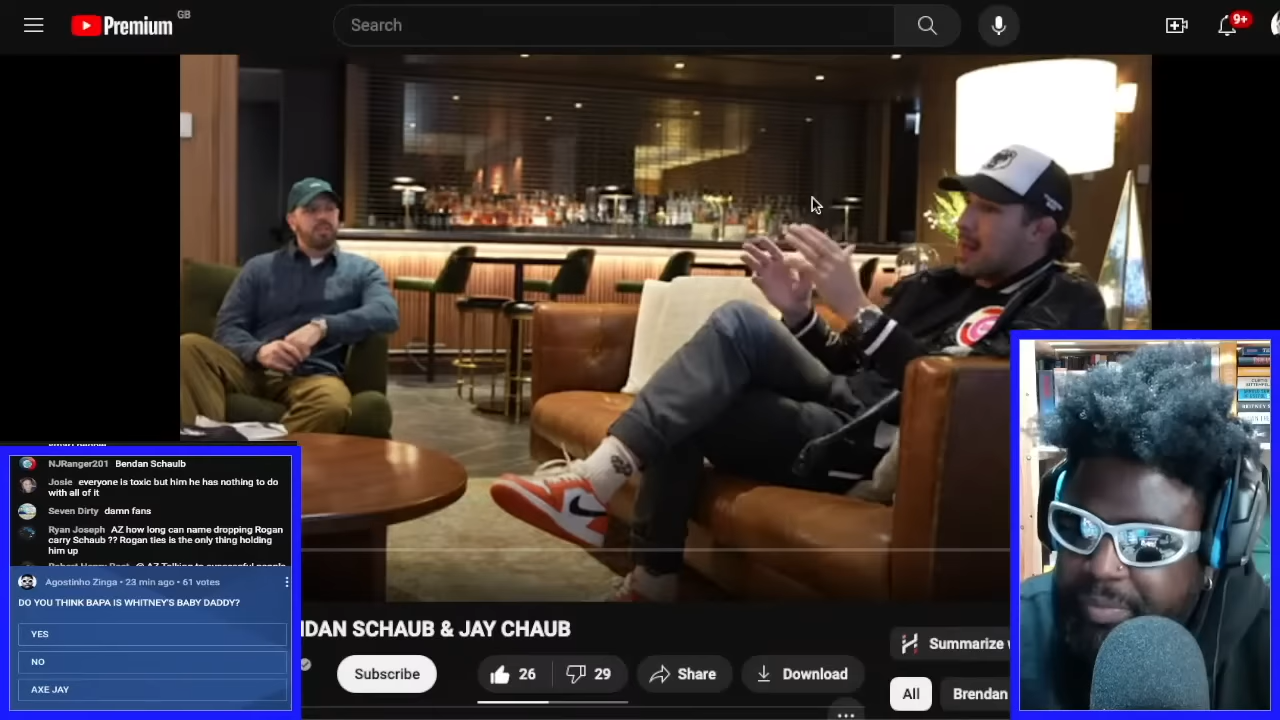 Premium
GB
Search
9+
NJRanger201 Bendan Schaulb
Josie everyone is toxic but him he has nothing to do
with all of it
Seven Dirty damn fans
Ryan Joseph AZ how long can name dropping Rogan
carry Schaub ?? Rogan ties is the only thing holding
him up
Agostinho Zinga • 23 min ago • 61 votes
DO YOU THINK BAPA IS WHITNEY'S BABY DADDY?
YES
NO
AXE JAY
NDAN SCHAUB & JAY CHAUB
Subscribe
26
29
Share
Download
Summarize
All
Brendan